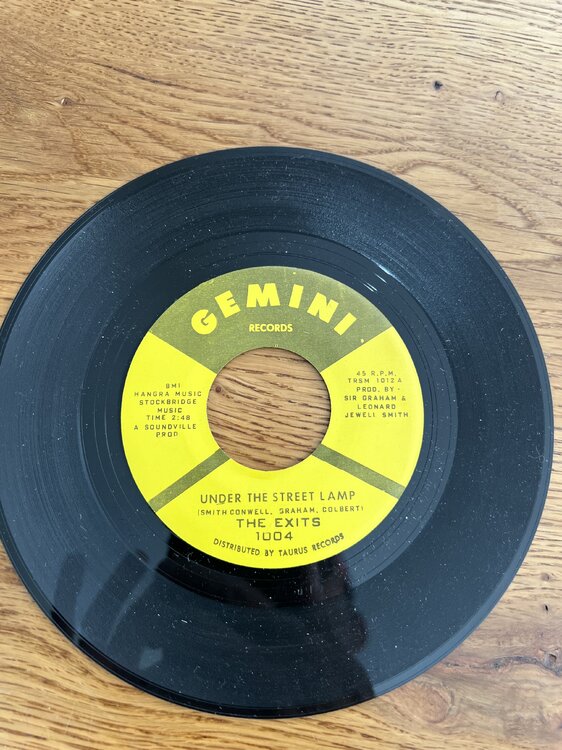 GEMINI
RECORDS
BMI
HANGRA MUSIC
STOCKBRIDGE
MUSIC
TIME 2:48
A SOUNDVILLE
PROD
45 R.P.M.
TRSM 1012A
PROD. BY -
SIR GRAHAM &
LEONARD
JEWELL SMITH
UNDER THE STREET LAMP
(SMITH CONWELL, GRAHAM, COLBERT)
THE EXITS
1004
DISTRIBUTED BY TAURUS RECORDS